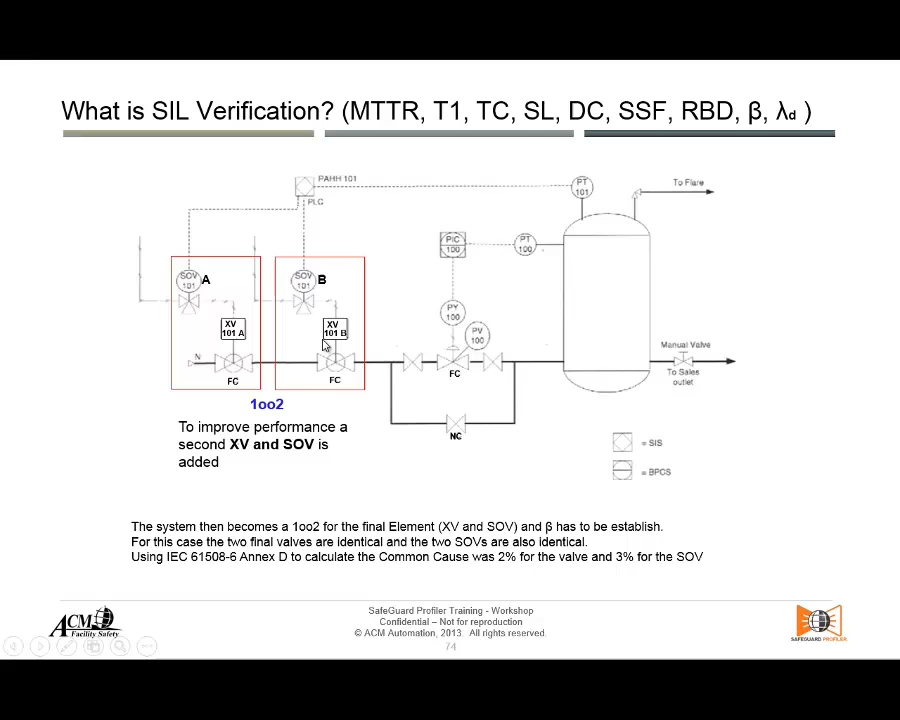 What is SIL Verification? (MTTR, T1, TC, SL, DC, SSF, RBD, β, λd )
PAHH 101
PLC
PT
101
To Flare
PIC
100
PT
100
SOV
101
A
SOV
101
B
PY
100
XV
101 A
XV
101 B
PV
100
N
FC
FC
FC
Manual Valve
To Sales
outlet
1oo2
NC
To improve performance a
second XV and SOV is
added
= SIS
= BPCS
The system then becomes a 1oo2 for the final Element (XV and SOV) and β has to be establish.
For this case the two final valves are identical and the two SOVs are also identical.
Using IEC 61508-6 Annex D to calculate the Common Cause was 2% for the valve and 3% for the SOV
ACM
Facility Safety
SafeGuard Profiler Training - Workshop
Confidential – Not for reproduction
© ACM Automation, 2013. All rights reserved.
74
SAFEGUARD PROFILER